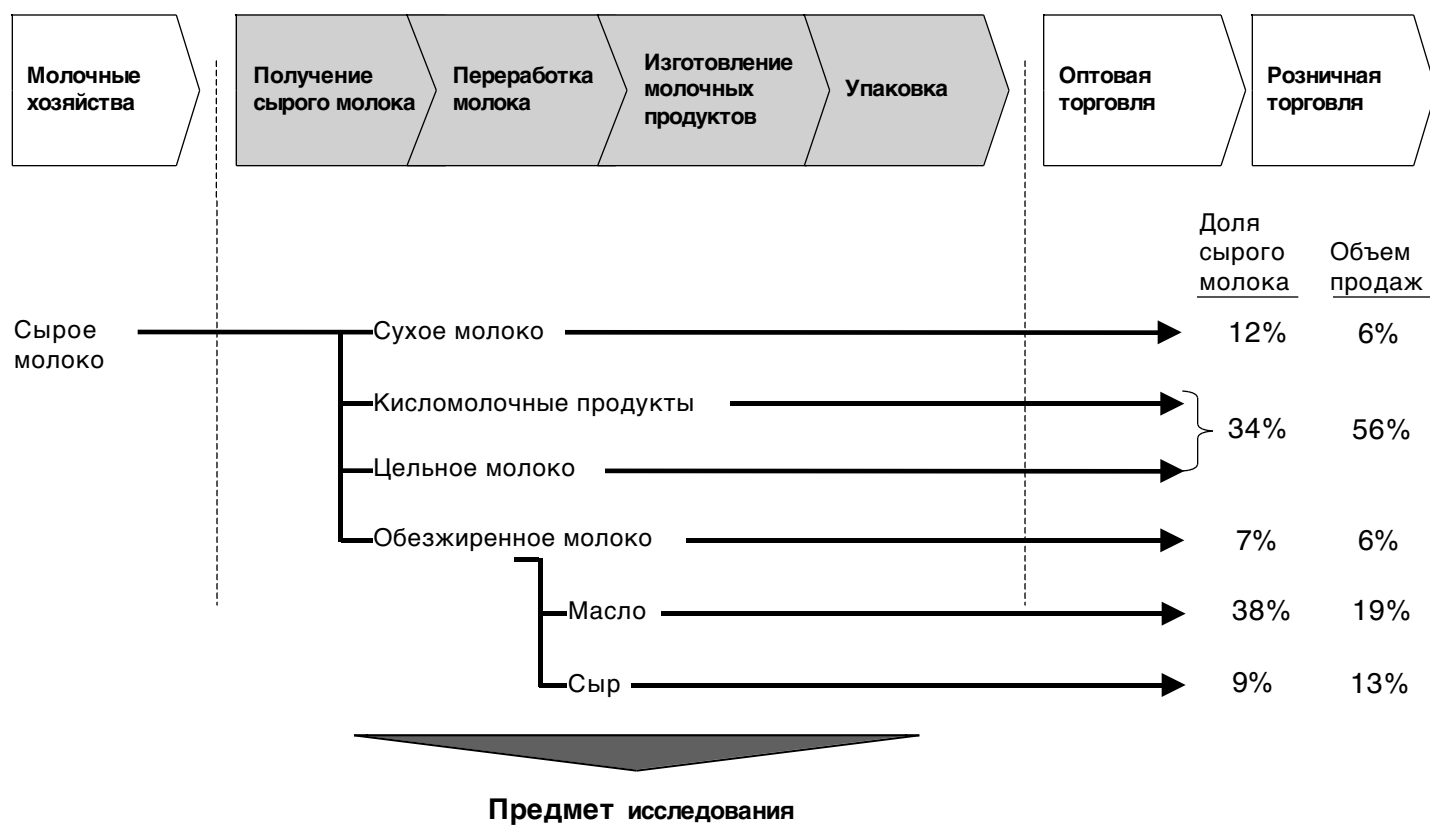 Молочные
хозяйства
Получение
сырого молока
Переработка
молока
Изготовление
молочных
продуктов
Упаковка
Оптовая
торговля
Розничная
торговля
Доля
сырого
молока
Объем
продаж
Сырое
молоко
Сухое молоко
12%
6%
Кисломолочные продукты
34%
56%
Цельное молоко
Обезжиренное молоко
7%
6%
Масло
38%
19%
Сыр
9%
13%
Предмет исследования